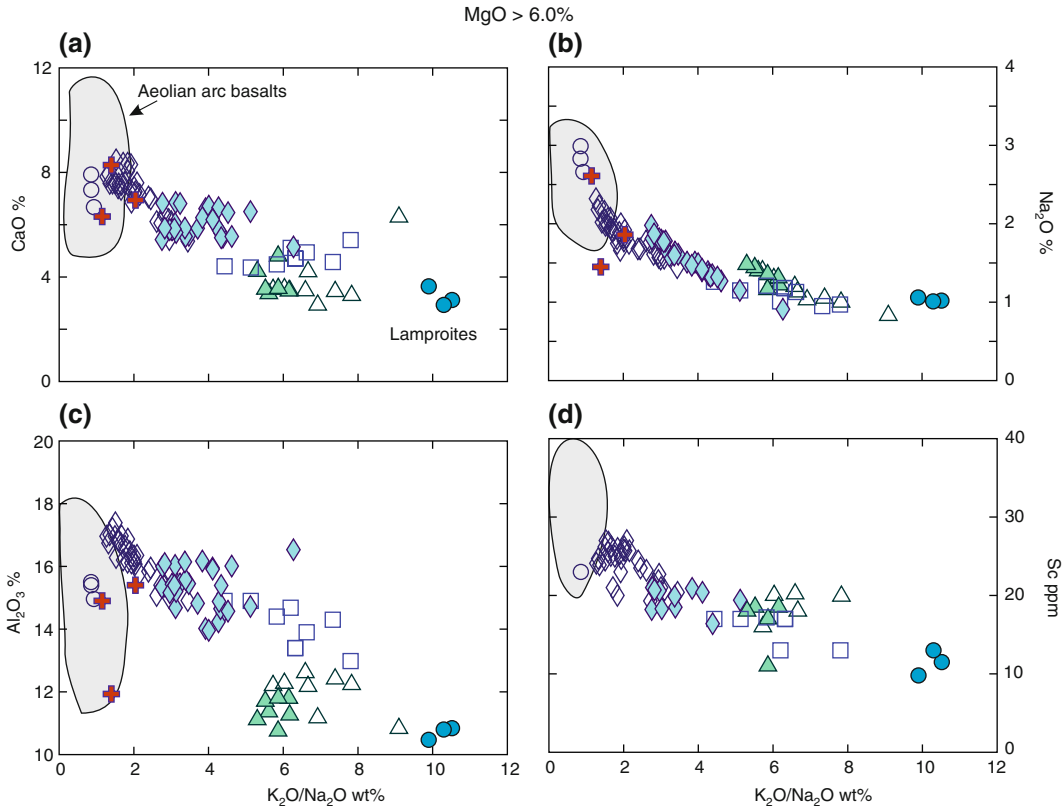 MgO > 6.0%
(a)
(b)
12
8
4
0
CaO %
Aeolian arc basalts
Lamproites
4
3
2
1
0
Na₂O %
(c)
(d)
20
18
16
14
12
10
Al₂O₃ %
0 2 4 6 8 10 12
K₂O/Na₂O wt%
40
30
20
10
0
Sc ppm
0 2 4 6 8 10 12
K₂O/Na₂O wt%